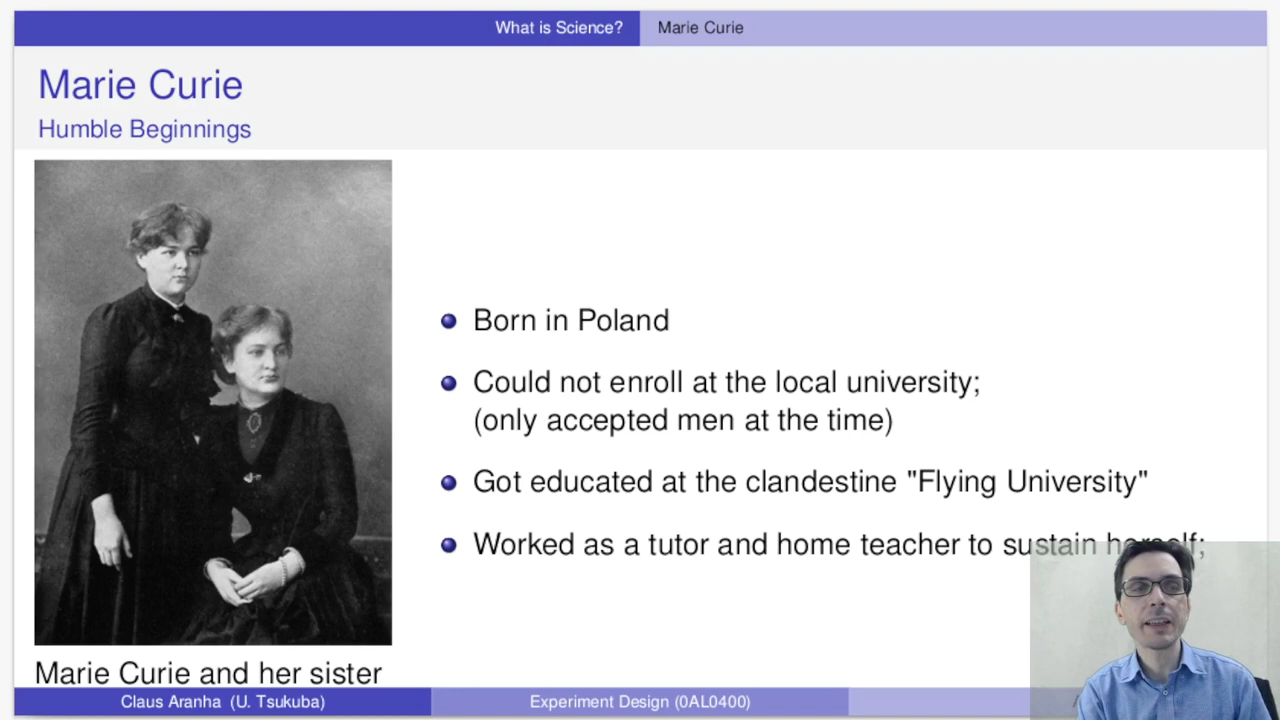 What is Science?
Marie Curie
Marie Curie
Humble Beginnings
Born in Poland
Could not enroll at the local university;
(only accepted men at the time)
Got educated at the clandestine "Flying University"
Worked as a tutor and home teacher to sustain herself;
Marie Curie and her sister
Claus Aranha (U. Tsukuba)
Experiment Design (0AL0400)